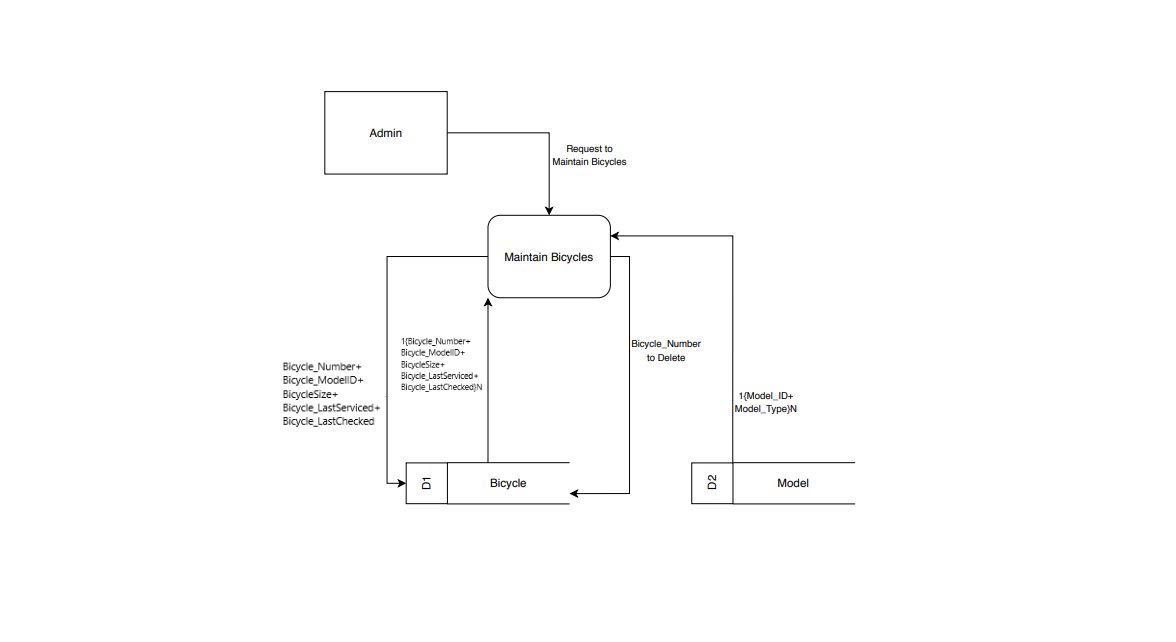 Admin
Request to
Maintain Bicycles
Maintain Bicycles
1{Bicycle_Number+
Bicycle_ModelID+
BicycleSize+
Bicycle_LastServiced+
Bicycle_LastChecked}N
Bicycle_Number+
Bicycle_ModelID+
BicycleSize+
Bicycle_LastServiced+
Bicycle_LastChecked
Bicycle_Number
to Delete
1{Model_ID+
Model_Type}N
D1
Bicycle
D2
Model